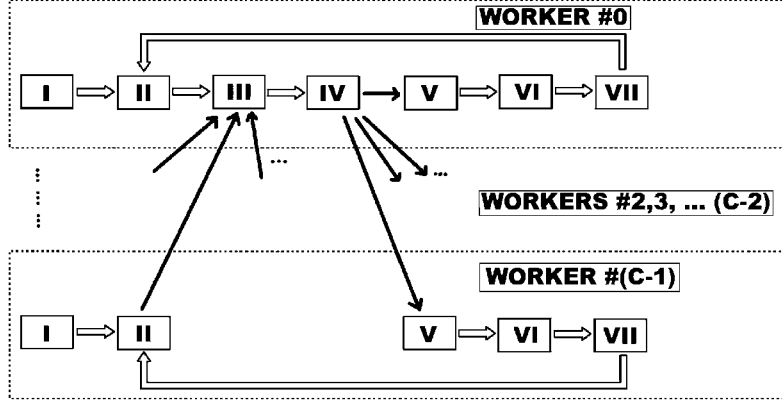 WORKER #0
I II III IV V VI VII
...
...
WORKERS #2,3, ... (C-2)
WORKER #(C-1)
I II V VI VII